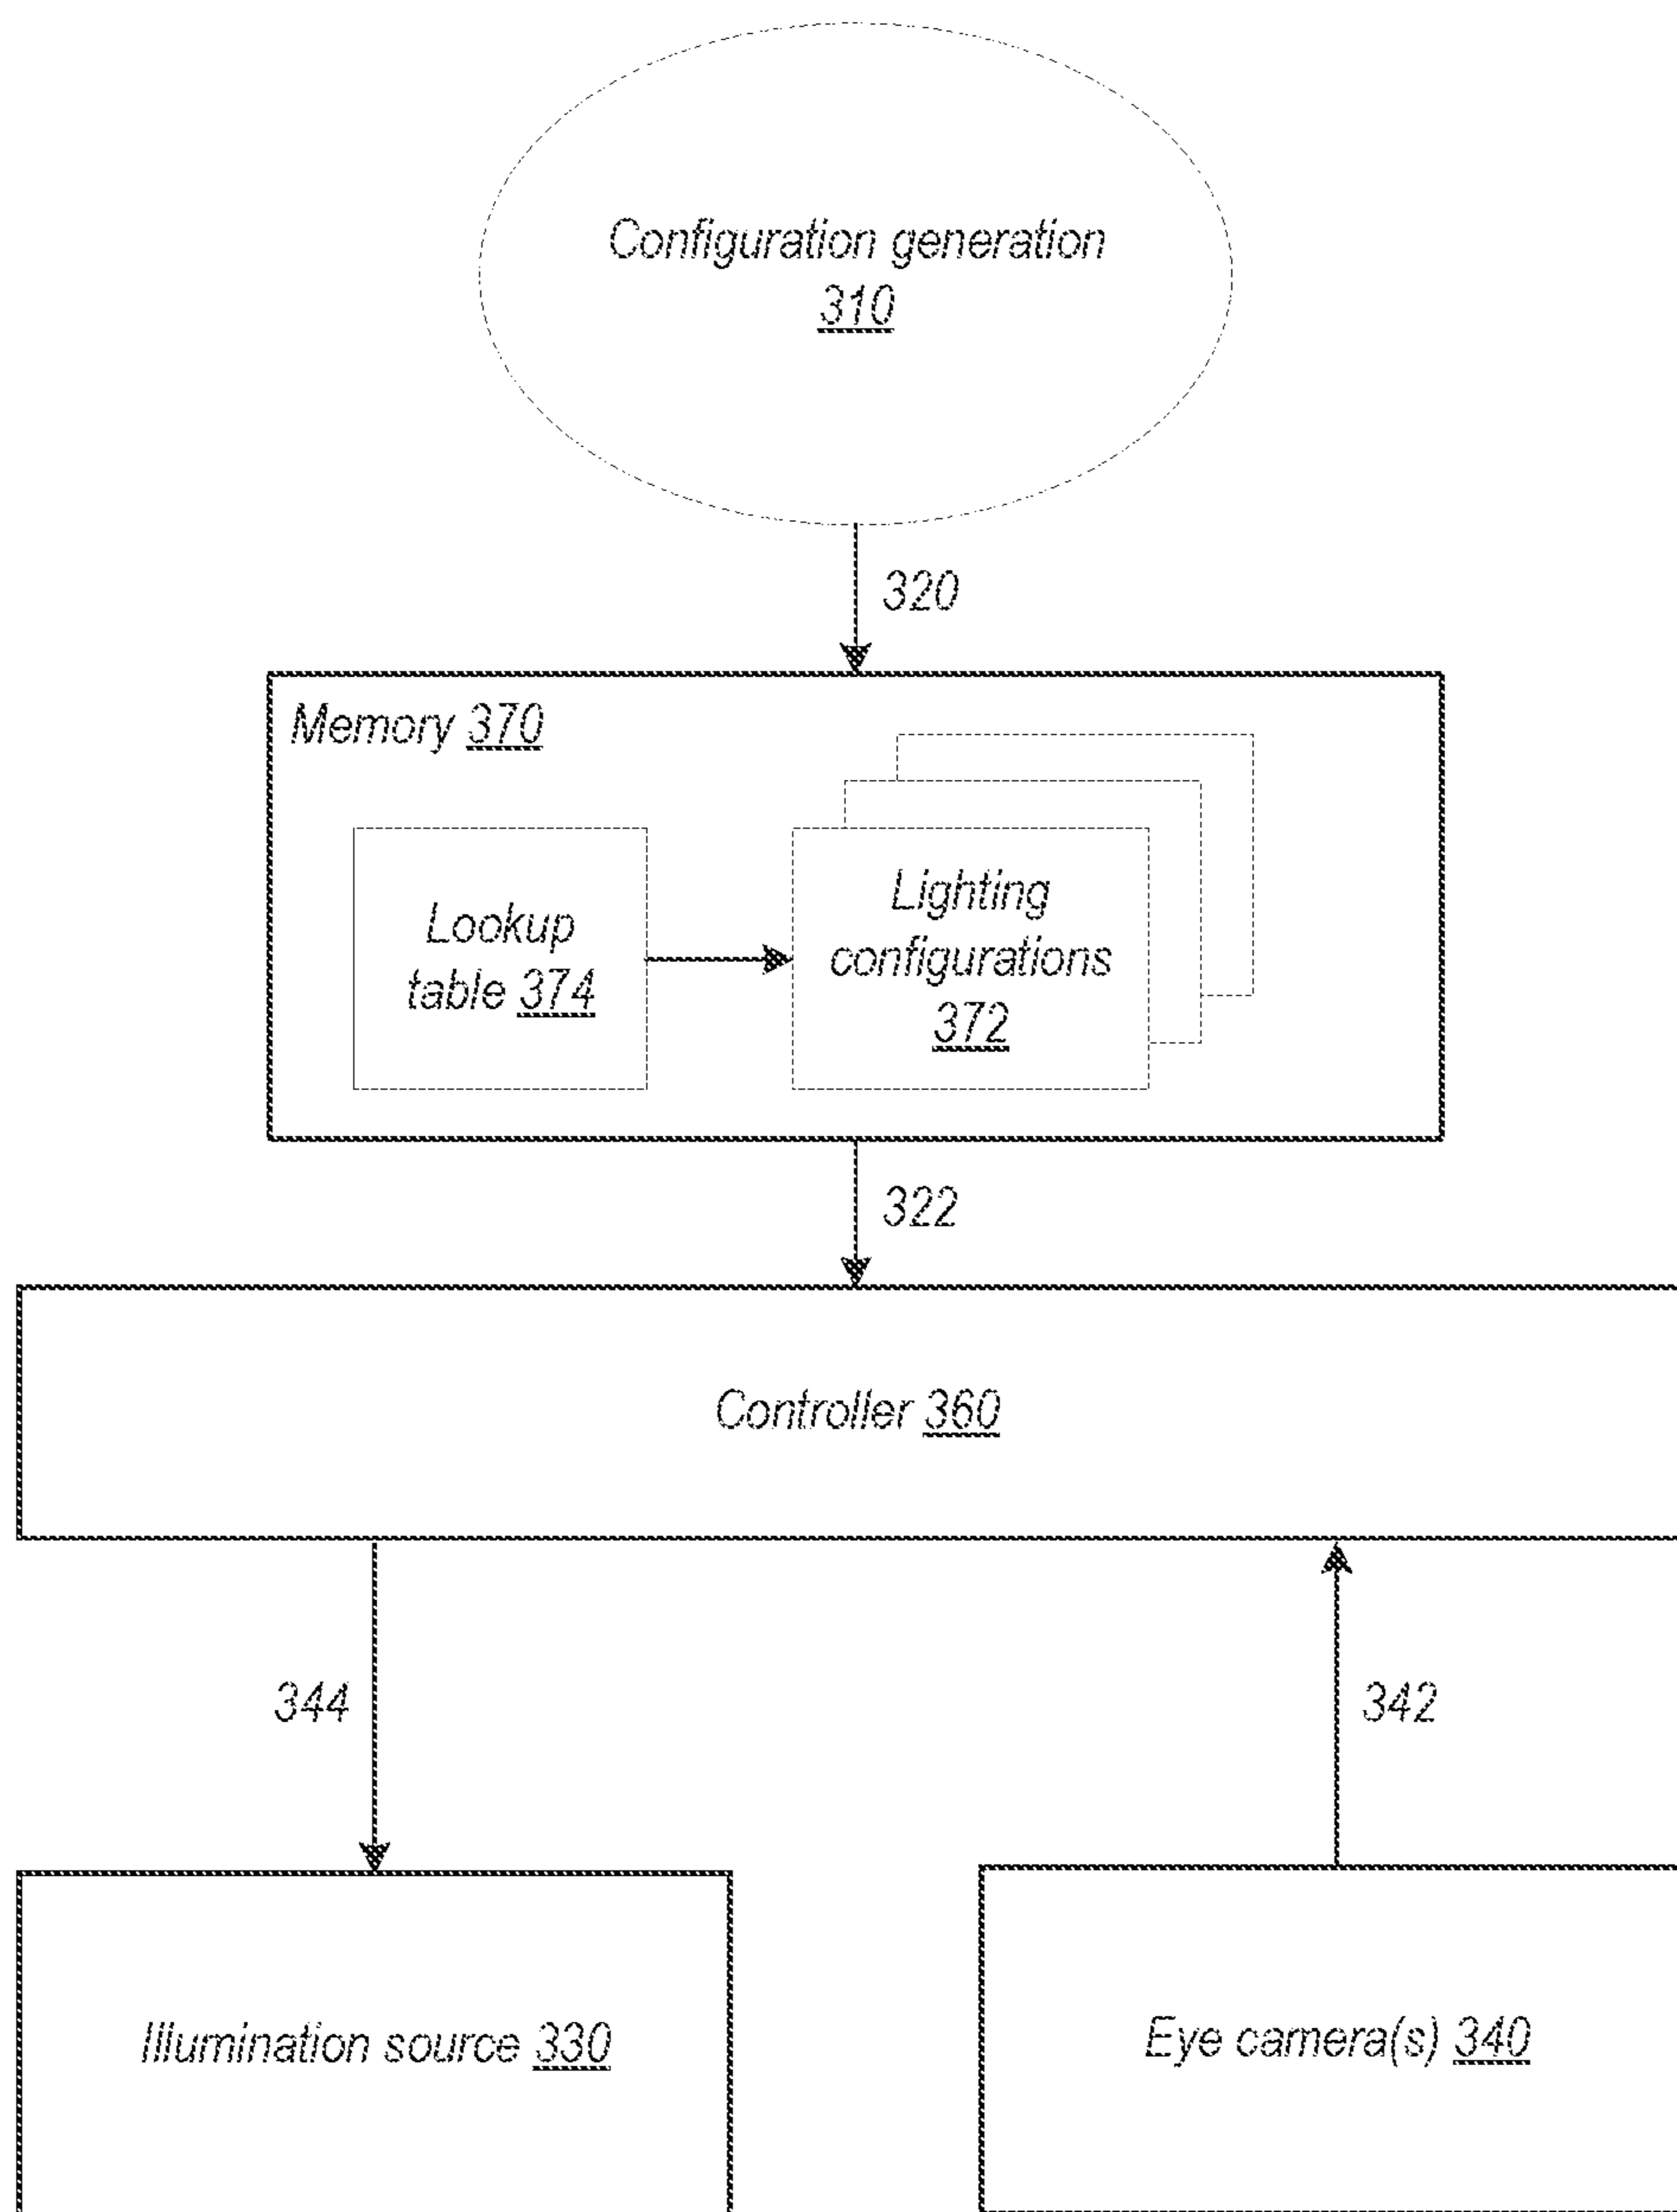 Configuration generation
310
320
Memory 370
Lookup
table 374
Lighting
configurations
372
322
Controller 360
344
342
Illumination source 330
Eye camera(s) 340